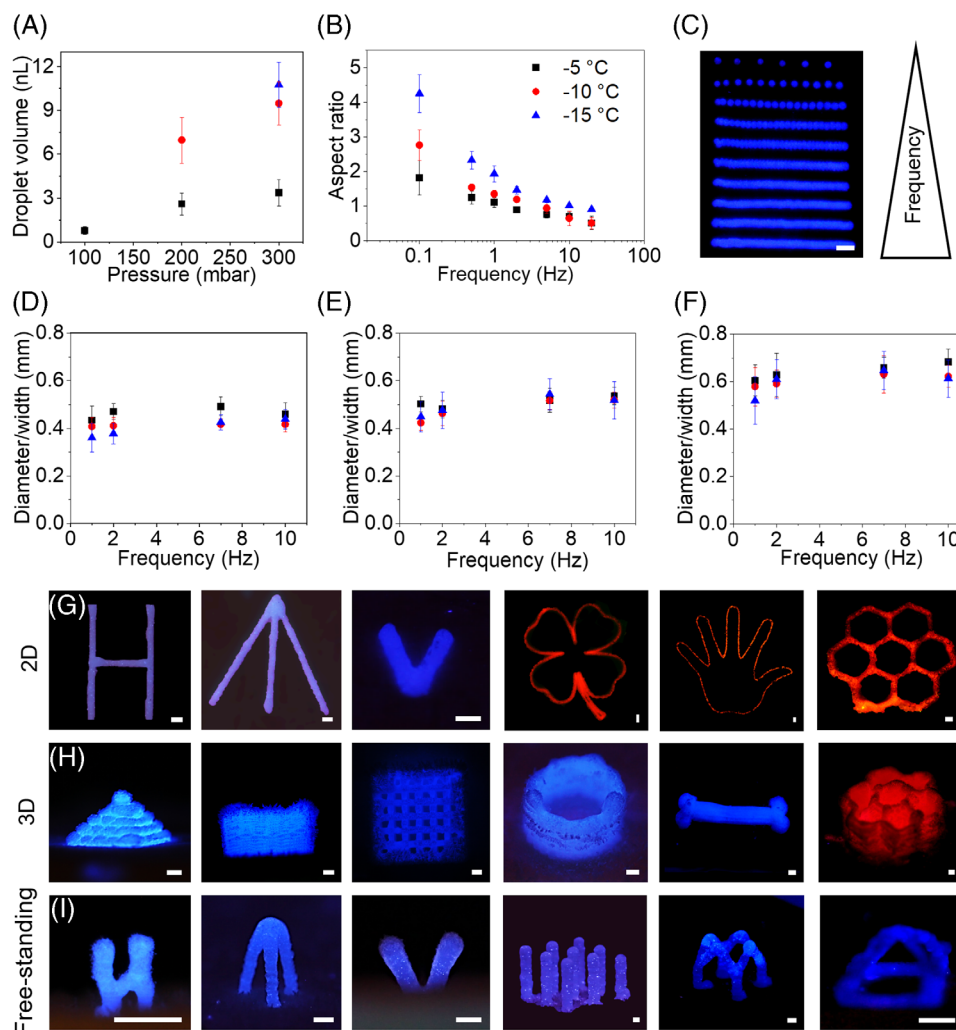 (A)
Droplet volume (nL)
12
9
6
3
0
100 150 200 250 300
Pressure (mbar)
(B)
Aspect ratio
5
4
3
2
1
0
-5 °C
-10 °C
-15 °C
0.1 1 10 100
Frequency (Hz)
(C)
Frequency
(D)
Diameter/width (mm)
0.8
0.6
0.4
0.2
0.0
0 2 4 6 8 10
Frequency (Hz)
(E)
Diameter/width (mm)
0.8
0.6
0.4
0.2
0.0
0 2 4 6 8 10
Frequency (Hz)
(F)
Diameter/width (mm)
0.8
0.6
0.4
0.2
0.0
0 2 4 6 8 10
Frequency (Hz)
(G)
2D
(H)
3D
(I)
Free-standing